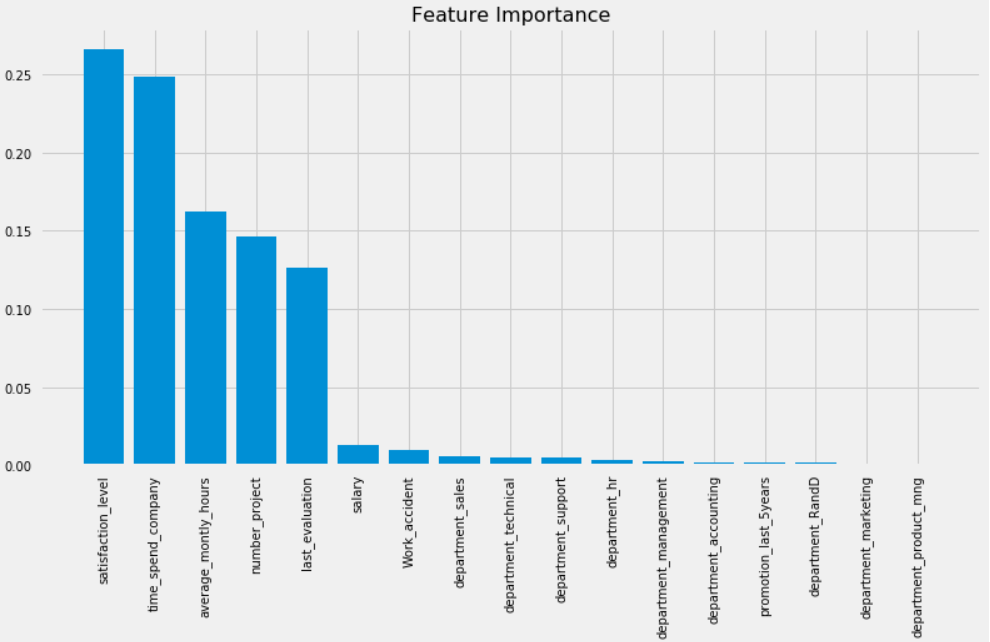 Feature Importance
0.25
0.20
0.15
0.10
0.05
0.00
satisfaction_level
time_spend_company
average_montly_hours
number_project
last_evaluation
salary
Work_accident
department_sales
department_technical
department_support
department_hr
department_management
department_accounting
promotion_last_5years
department_RandD
department_marketing
department_product_mng